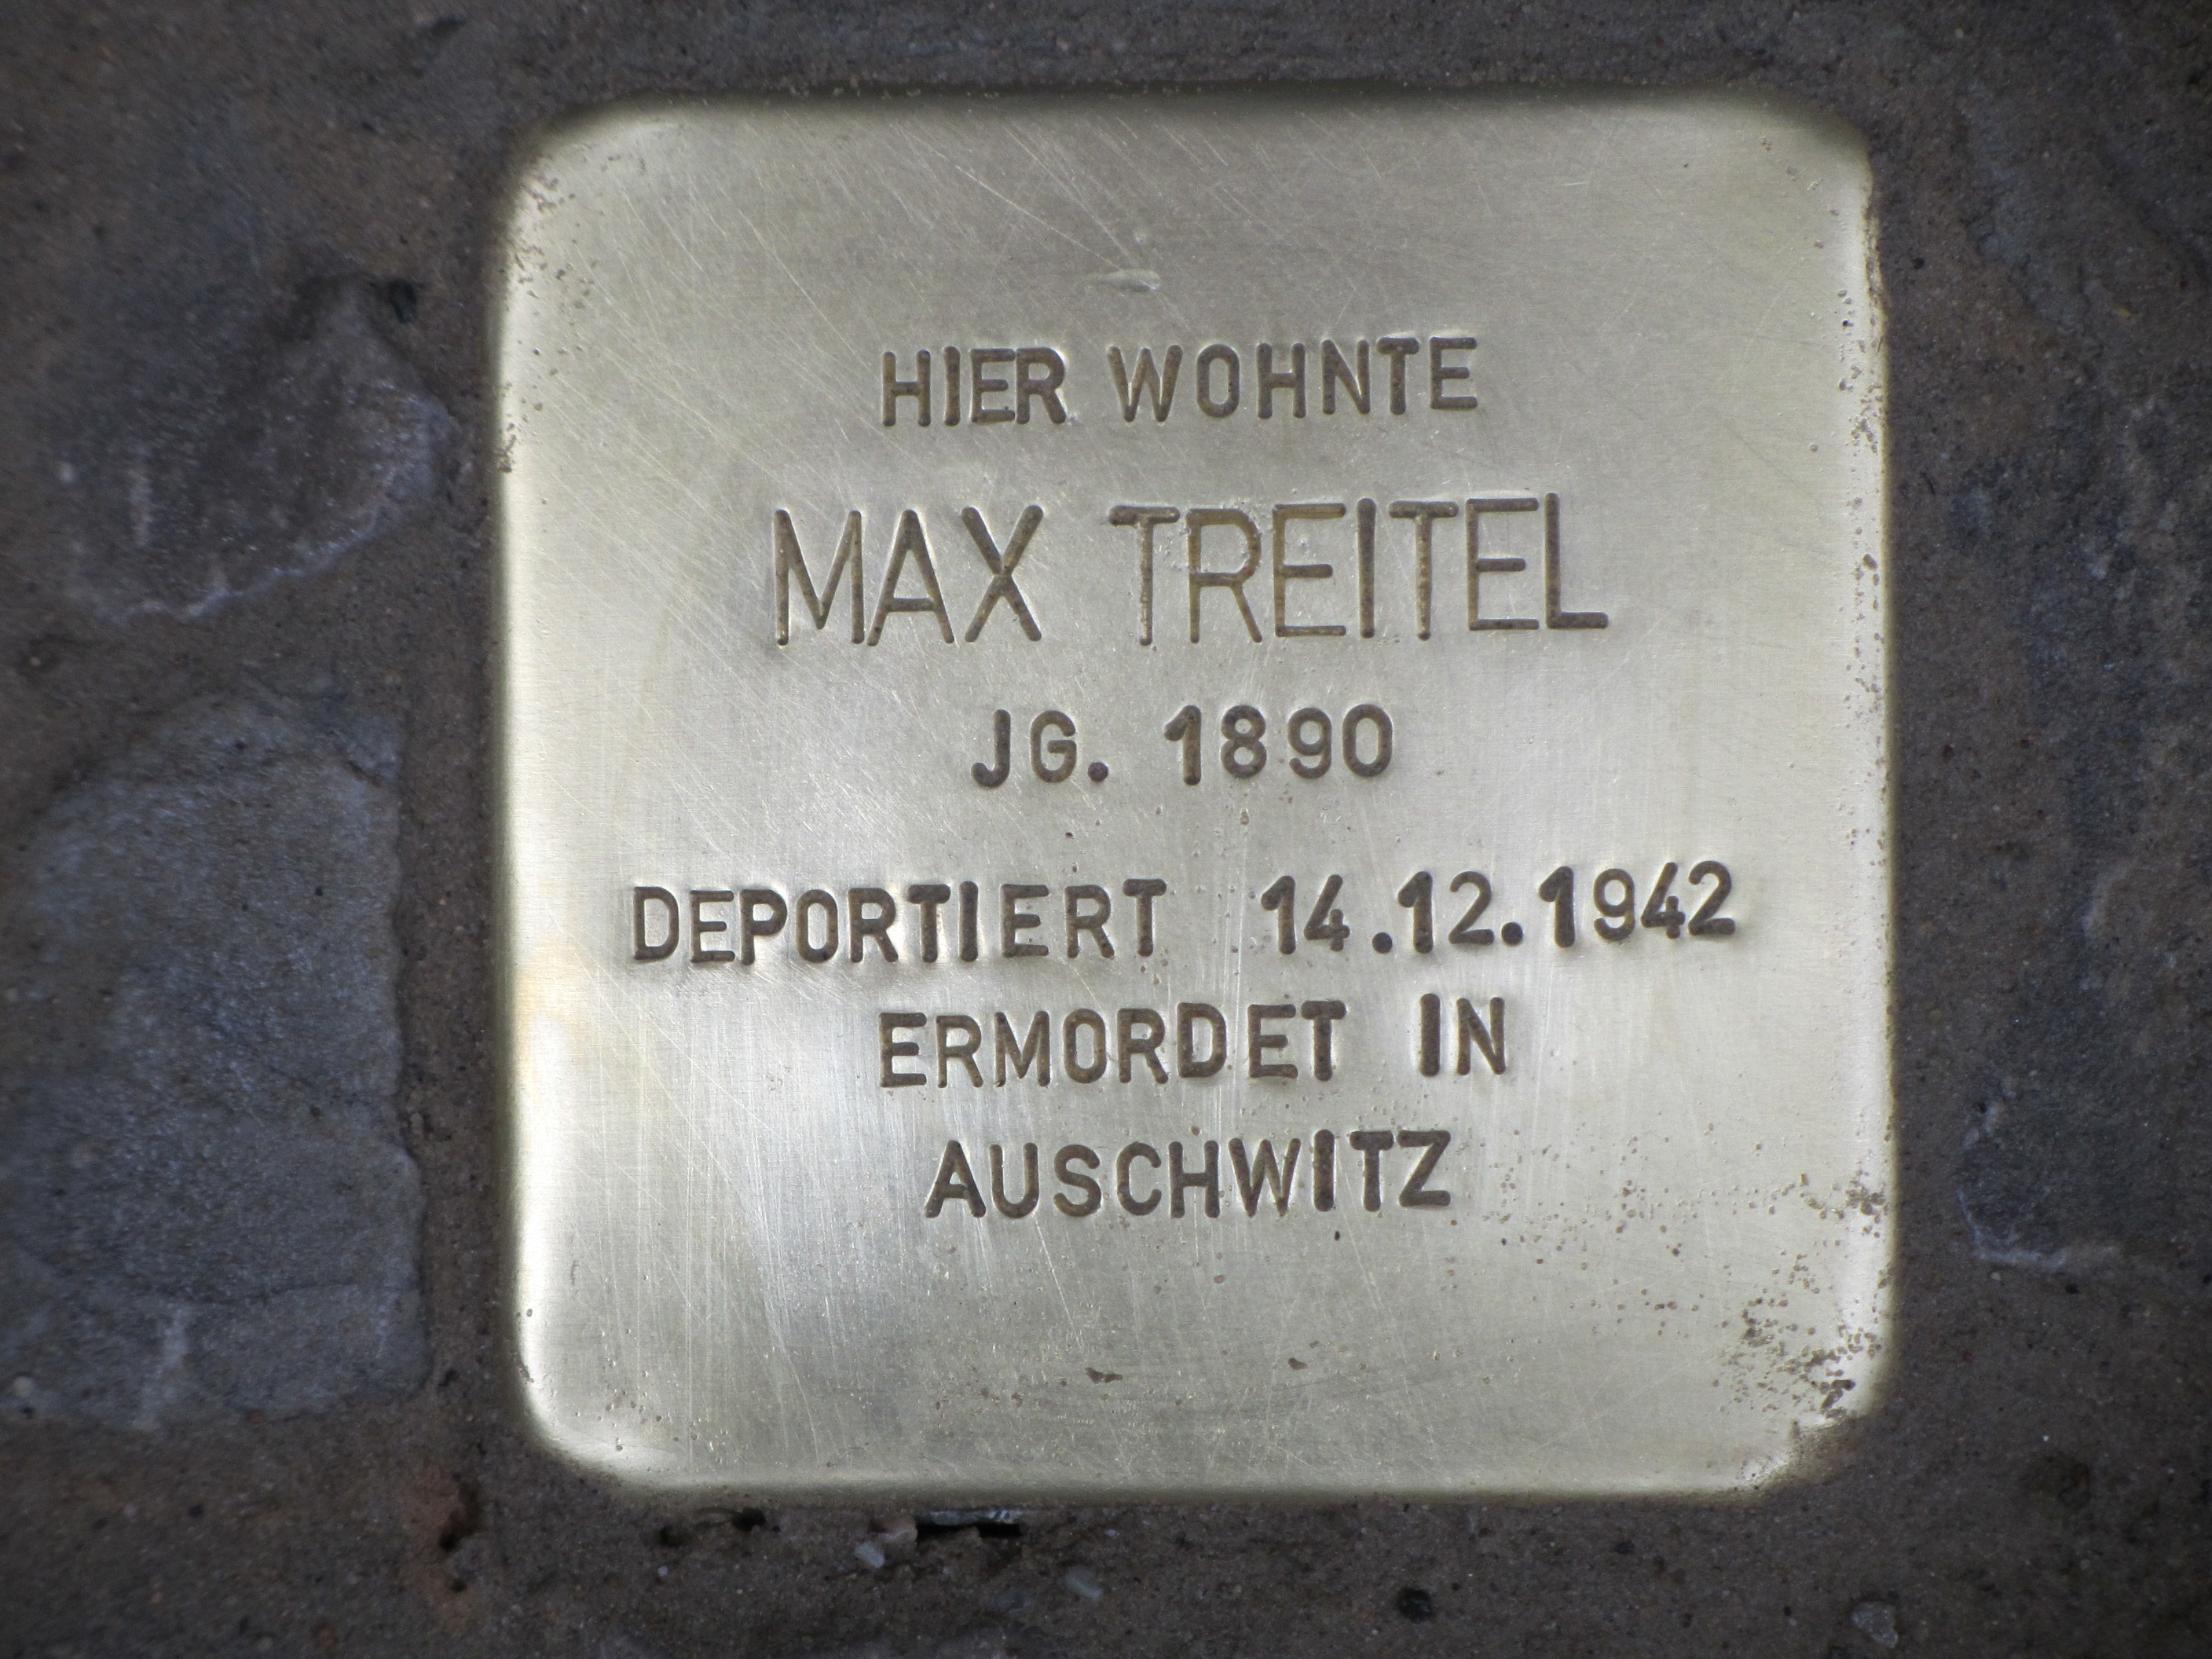 HIER WOHNTE
MAX TREITEL
JG. 1890
DEPORTIERT 14.12.1942
ERMORDET IN
AUSCHWITZ